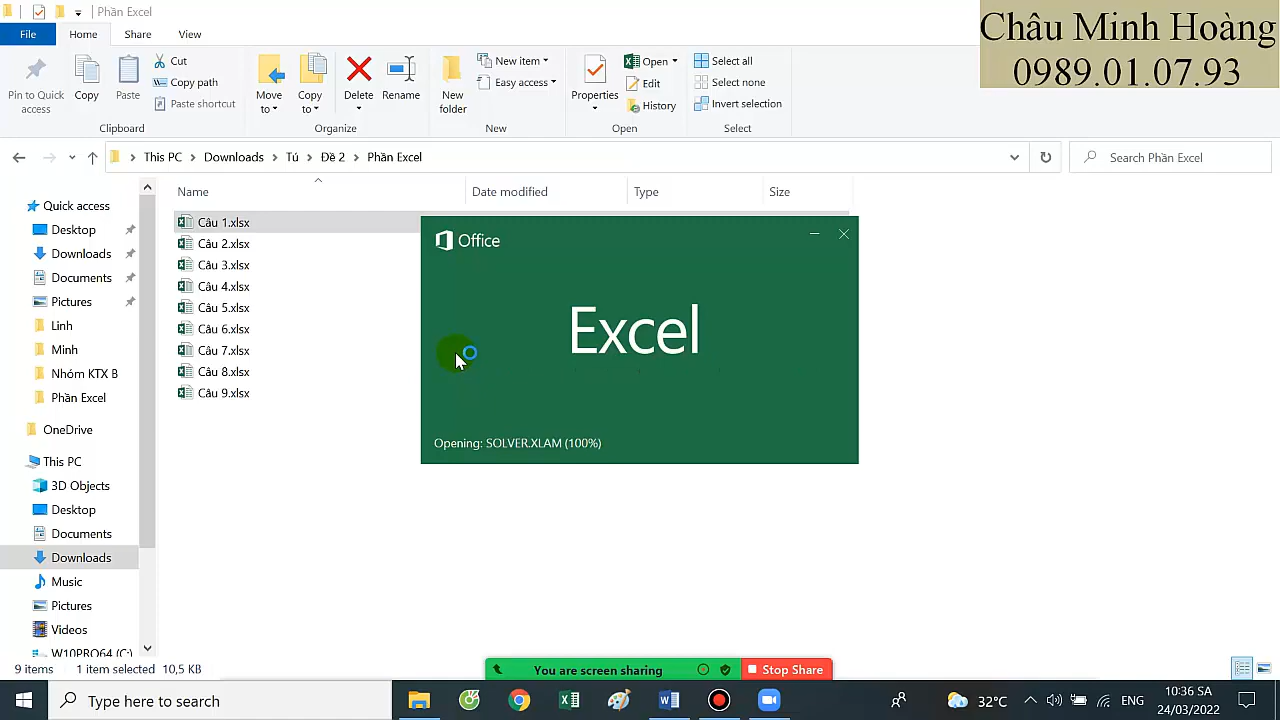 Phần Excel
Châu Minh Hoàng
0989.01.07.93
File
Home
Share
View
Pin to Quick access
Copy
Paste
Cut
Copy path
Paste shortcut
Clipboard
Move to
Copy to
Delete
Rename
Organize
New folder
New item
Easy access
New
Properties
Open
Edit
History
Open
Select all
Select none
Invert selection
Select
This PC
Downloads
Tú
Đề 2
Phần Excel
Search Phần Excel
Name
Date modified
Type
Size
Quick access
Desktop
Downloads
Documents
Pictures
Linh
Minh
Nhóm KTX B
Phần Excel
OneDrive
This PC
3D Objects
Desktop
Documents
Downloads
Music
Pictures
Videos
W10PRO64 (C:)
Câu 1.xlsx
Câu 2.xlsx
Câu 3.xlsx
Câu 4.xlsx
Câu 5.xlsx
Câu 6.xlsx
Câu 7.xlsx
Câu 8.xlsx
Câu 9.xlsx
Office
Excel
Opening: SOLVER.XLAM (100%)
9 items
1 item selected
10,5 KB
You are screen sharing
Stop Share
Type here to search
32°C
ENG
10:36 SA
24/03/2022